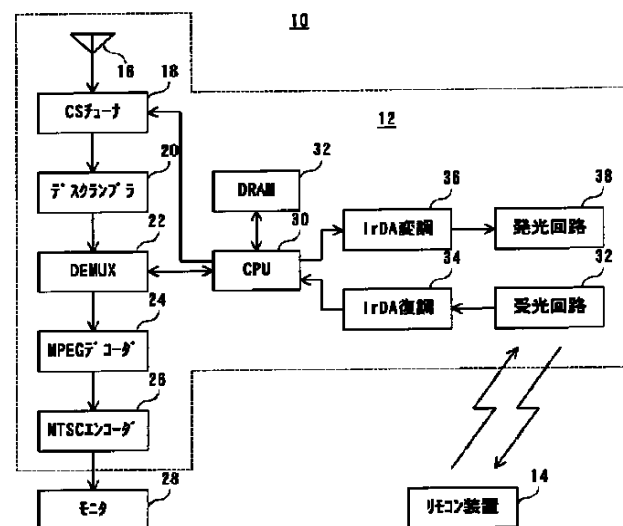 10
16
18
CSチューナ
12
20
32
デスクランブラ
DRAM
36
38
22
30
IrDA変調
発光回路
DEMUX
CPU
34
32
24
IrDA復調
受光回路
MPEGデコーダ
26
NTSCエンコーダ
28
14
モニタ
リモコン装置